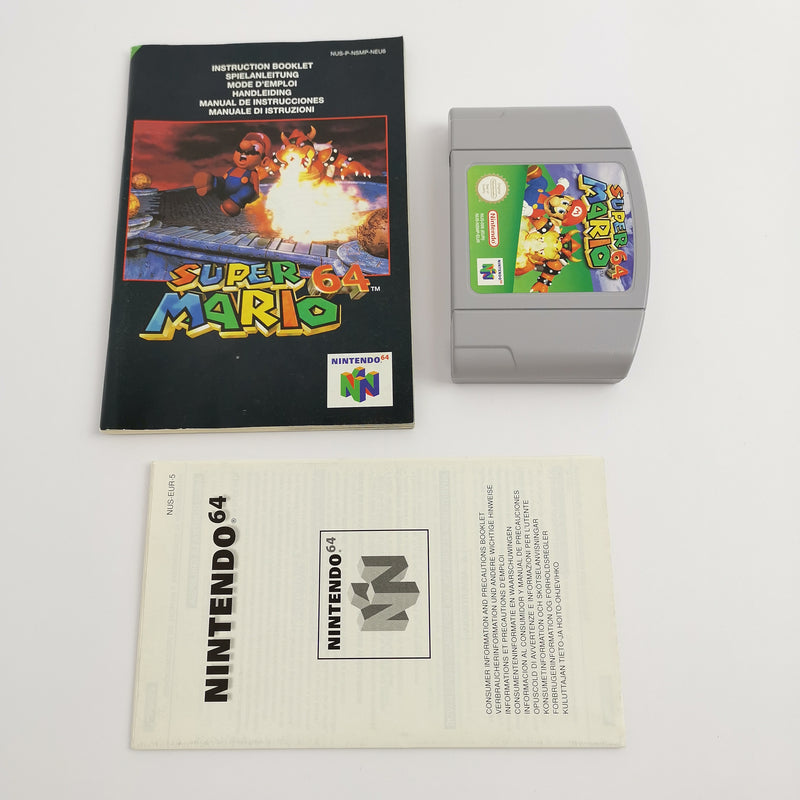 NUS-P-NSMP-NEU6
INSTRUCTION BOOKLET
SPIELANLEITUNG
MODE D'EMPLOI
HANDLEIDING
MANUAL DE INSTRUCCIONES
MANUALE DI ISTRUZIONI
SUPER
MARIO 64™
NINTENDO 64
SUPER
MARIO 64
Nintendo
NINTENDO 64
NUS-EUR-5
NINTENDO 64®
NINTENDO 64
CONSUMER INFORMATION AND PRECAUTIONS BOOKLET
VERBRAUCHERINFORMATION UND ANDERE WICHTIGE HINWEISE
INFORMATIONS ET PRECAUTIONS D'EMPLOI
CONSUMENTENINFORMATIE EN WAARSCHUWINGEN
INFORMACION AL CONSUMIDOR Y MANUAL DE PRECAUCIONES
OPUSCOLO DI AVVERTENZE E INFORMAZIONI PER L'UTENTE
KONSUMETINFORMATION OCH SKÖTSELANVISNINGAR
FORBRUGERINFORMATION OG FORHOLDSREGLER
KULUTTAJAN TIETO-JA HOITO-OHJEVIHKO